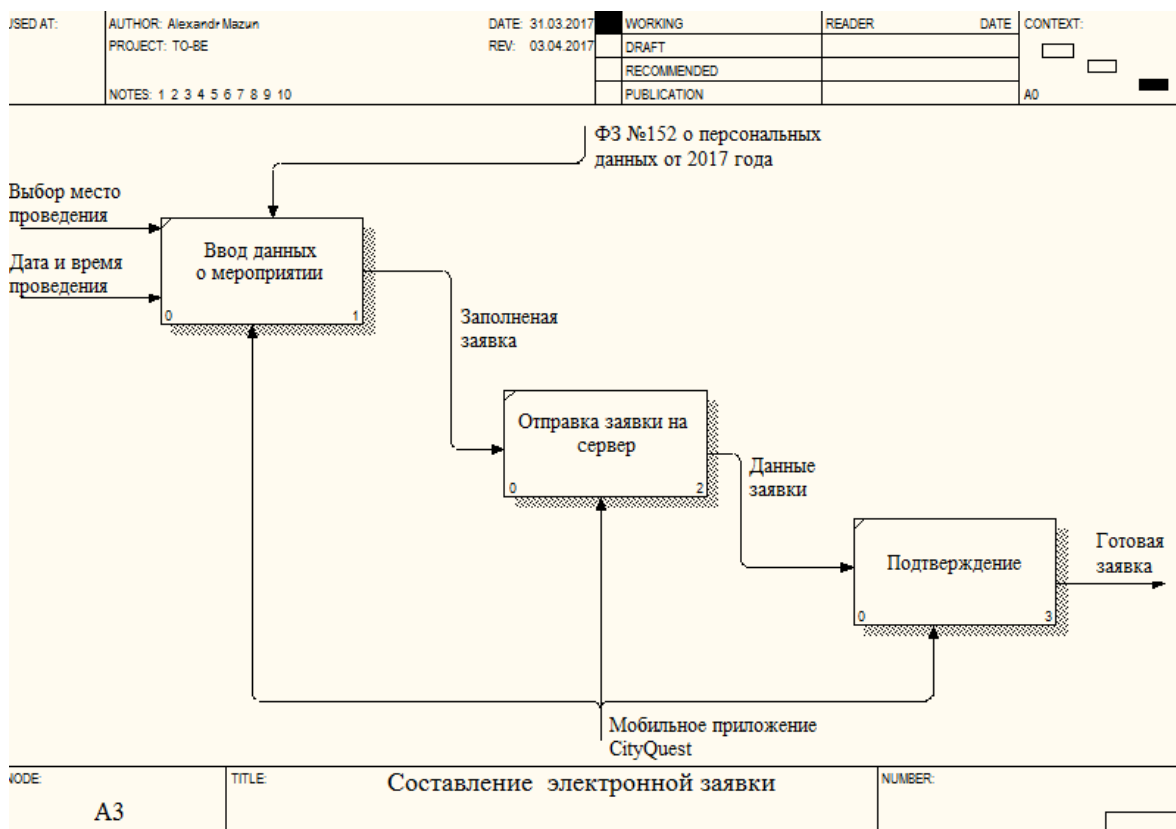 USED AT:
AUTHOR: Alexandr Mazun
DATE: 31.03.2017
PROJECT: TO-BE
REV: 03.04.2017
NOTES: 1 2 3 4 5 6 7 8 9 10
WORKING
DRAFT
RECOMMENDED
PUBLICATION
READER
DATE
CONTEXT:
A0
ФЗ №152 о персональных
данных от 2017 года
Выбор место
проведения
Дата и время
проведения
Ввод данных
о мероприятии
0
1
Заполненая
заявка
Отправка заявки на
сервер
0
2
Данные
заявки
Подтверждение
0
3
Готовая
заявка
Мобильное приложение
CityQuest
NODE:
A3
TITLE:
Составление электронной заявки
NUMBER: